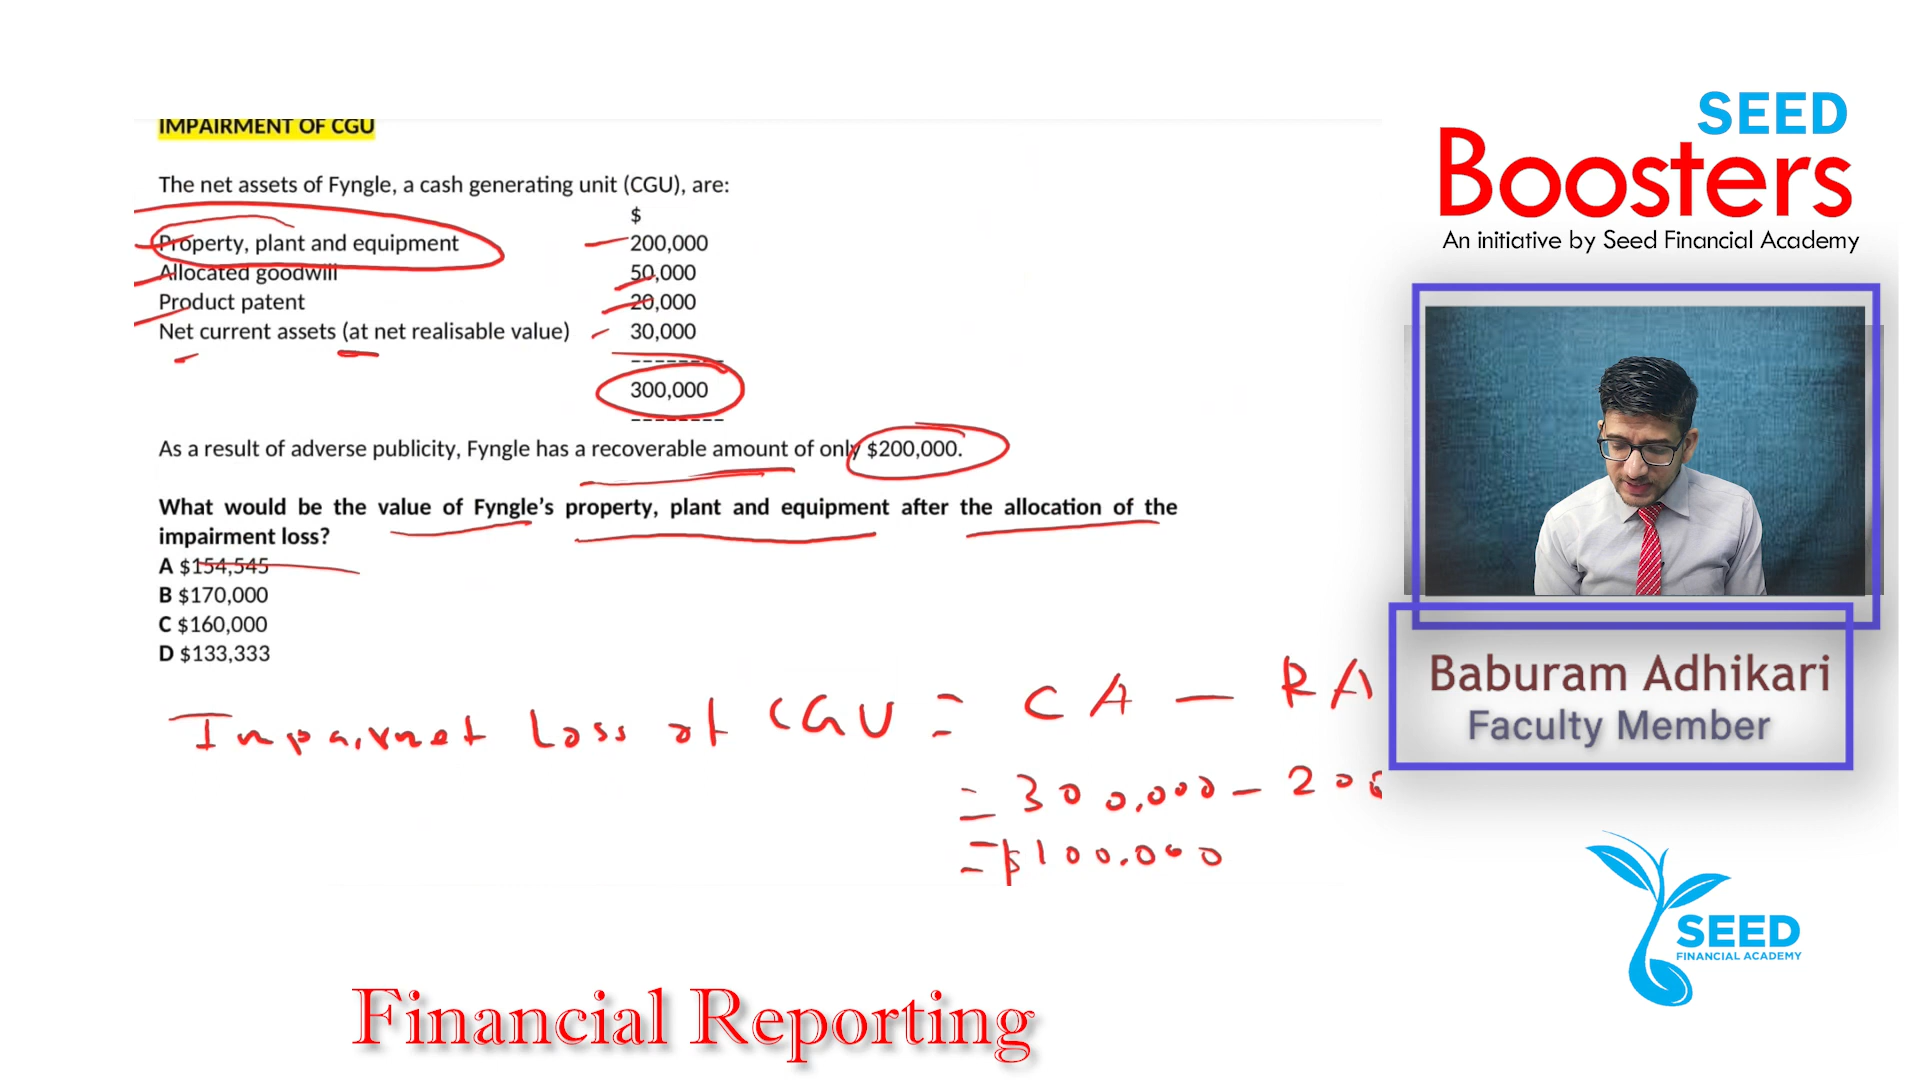 IMPAIRMENT OF CGU
The net assets of Fyngle, a cash generating unit (CGU), are:
$
Property, plant and equipment 200,000
Allocated goodwill 50,000
Product patent 20,000
Net current assets (at net realisable value) 30,000
----------
300,000
----------
As a result of adverse publicity, Fyngle has a recoverable amount of only $200,000.
What would be the value of Fyngle's property, plant and equipment after the allocation of the
impairment loss?
A $154,545
B $170,000
C $160,000
D $133,333
Impairmet Loss of CGU = CA - RA
= 300,000 - 200
= $100,000
SEED
Boosters
An initiative by Seed Financial Academy
Baburam Adhikari
Faculty Member
SEED
FINANCIAL ACADEMY
Financial Reporting